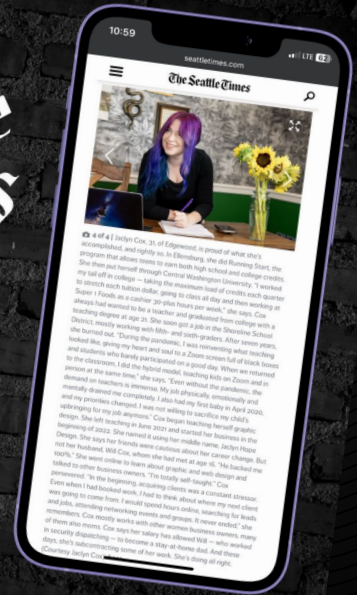 10:59
LTE 62
seattletimes.com
The Seattle Times
4 of 4 | Jaclyn Cox, 31, of Edgewood, is proud of what she's
accomplished, and rightly so. In Ellensburg, she did Running Start, the
program that allows teens to earn both high school and college credits.
She then put herself through Central Washington University. "I worked
my tail off in college — taking the maximum load of credits each quarter
to stretch each tuition dollar, going to class all day and then working at
Super 1 Foods as a cashier 30-plus hours per week," she says. Cox
always had wanted to be a teacher and graduated from college with a
teaching degree at age 21. She soon got a job in the Shoreline School
District, mostly working with fifth- and sixth-graders. After seven years,
she burned out. "During the pandemic, I was reinventing what teaching
looked like, giving my heart and soul to a Zoom screen full of black boxes
and students who barely participated on a good day. When we returned
to the classroom, I did the hybrid model, teaching kids on Zoom and in
person at the same time," she says. "Even without the pandemic, the
demand on teachers is immense. My job physically, emotionally and
mentally drained me completely. I also had my first baby in April 2020,
and my priorities changed. I was not willing to sacrifice my child's
upbringing for my job anymore." Cox began teaching herself graphic
design. She left teaching in June 2021 and started her business in the
beginning of 2022. She named it using her middle name, Jaclyn Hope
Design. She says her friends were cautious about her career change. But
not her husband, Will Cox, whom she had met at age 16. "He backed me
100%." She went online to learn about graphic and web design and
talked to other business owners. "I'm totally self-taught." Cox
persevered. "In the beginning, acquiring clients was a constant stressor.
Even when I had booked work, I had to think about where my next client
was going to come from. I would spend hours online, searching for leads
and jobs, attending networking events and groups. It never ended," she
remembers. Cox mostly works with other women business owners, many
of them also moms. Cox says her salary has allowed Will — who worked
in security dispatching — to become a stay-at-home dad. And these
days, she's subcontracting some of her work. She's doing all right.
(Courtesy Jaclyn Cox)